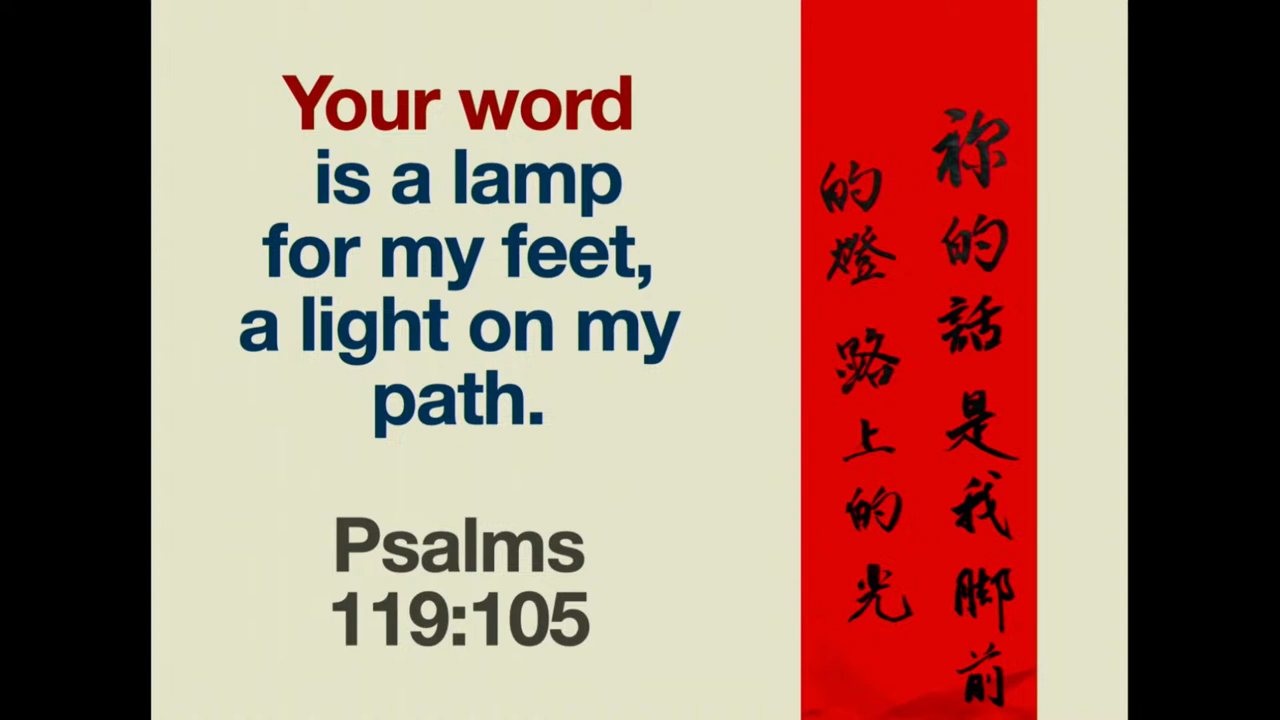 Your word
is a lamp
for my feet,
a light on my
path.
Psalms
119:105
祢的話是我脚前
的燈路上的光